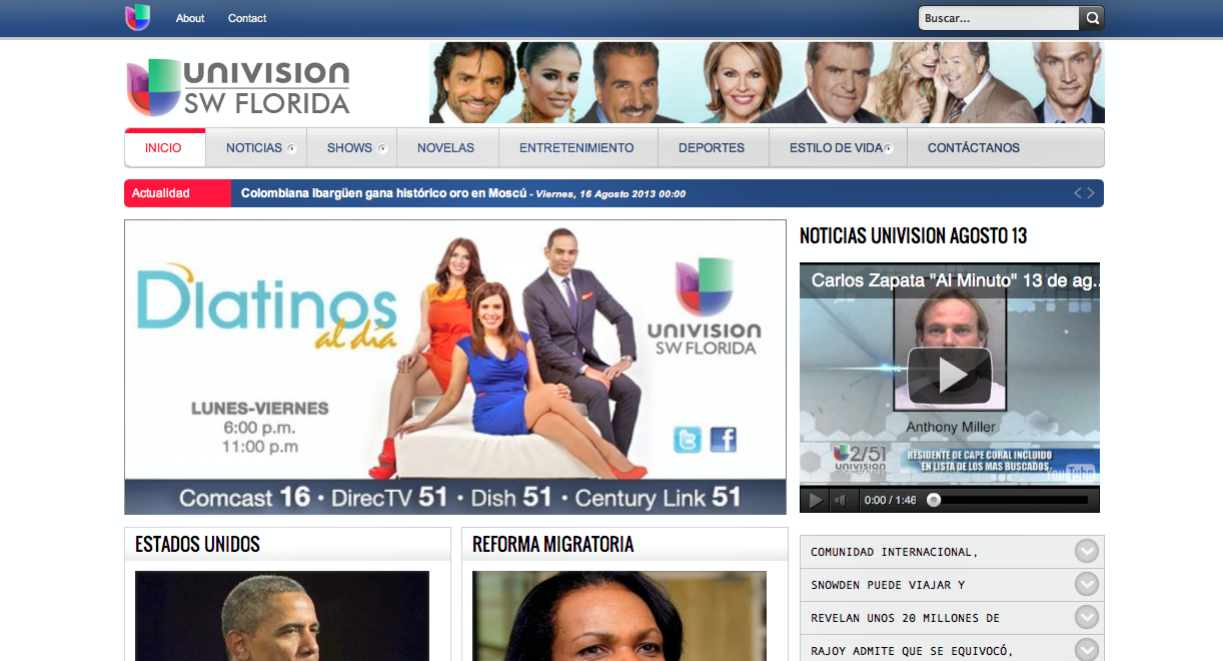 About Contact Buscar...
UNIVISION
SW FLORIDA
INICIO NOTICIAS SHOWS NOVELAS ENTRETENIMIENTO DEPORTES ESTILO DE VIDA CONTÁCTANOS
Actualidad Colombiana Ibargüen gana histórico oro en Moscú - Viernes, 16 Agosto 2013 00:00
Dlatinos
al día
UNIVISION
SW FLORIDA
LUNES-VIERNES
6:00 p.m.
11:00 p.m
Comcast 16 • DirecTV 51 • Dish 51 • Century Link 51
NOTICIAS UNIVISION AGOSTO 13
Carlos Zapata "Al Minuto" 13 de ag..
Anthony Miller
2/51
UNIVISION
RESIDENTE DE CAPE CORAL INCLUIDO
EN LISTA DE LOS MAS BUSCADOS
YouTube
0:00 / 1:46
ESTADOS UNIDOS
REFORMA MIGRATORIA
COMUNIDAD INTERNACIONAL,
SNOWDEN PUEDE VIAJAR Y
REVELAN UNOS 20 MILLONES DE
RAJOY ADMITE QUE SE EQUIVOCÓ,